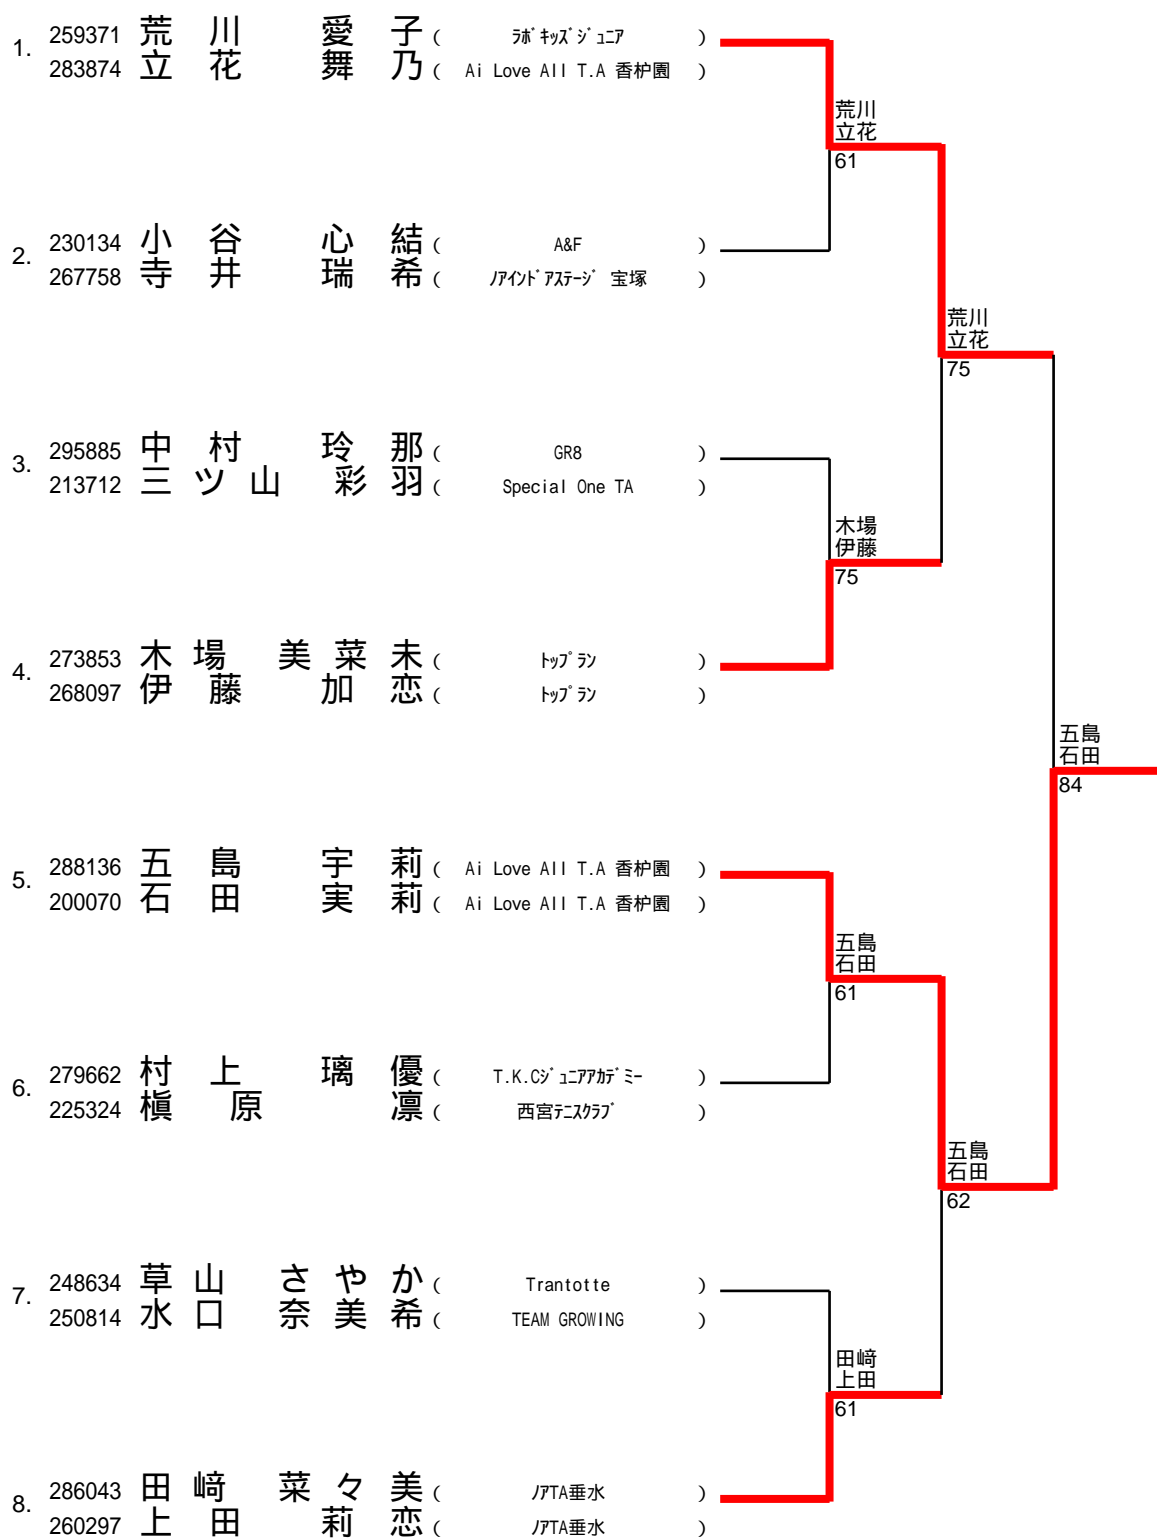 1. 259371 荒川 愛子 ( ﾗﾎﾞｷｯｽﾞｼﾞｭﾆｱ )
283874 立花 舞乃 ( Ai Love All T.A 香枦園 )
荒川
立花
61
2. 230134 小谷 心結 ( A&F )
267758 寺井 瑞希 ( ﾉｱｲﾝﾄﾞｱｽﾃｰｼﾞ 宝塚 )
荒川
立花
75
3. 295885 中村 玲那 ( GR8 )
213712 三ツ山 彩羽 ( Special One TA )
木場
伊藤
75
4. 273853 木場 美菜未 ( ﾄｯﾌﾟﾗﾝ )
268097 伊藤 加恋 ( ﾄｯﾌﾟﾗﾝ )
五島
石田
84
5. 288136 五島 宇莉 ( Ai Love All T.A 香枦園 )
200070 石田 実莉 ( Ai Love All T.A 香枦園 )
五島
石田
61
6. 279662 村上 璃優 ( T.K.Cｼﾞｭﾆｱｱｶﾃﾞﾐｰ )
225324 槇原 凛 ( 西宮ﾃﾆｽｸﾗﾌﾞ )
五島
石田
62
7. 248634 草山 さやか ( Trantotte )
250814 水口 奈美希 ( TEAM GROWING )
田﨑
上田
61
8. 286043 田﨑 菜々美 ( ﾉｱTA垂水 )
260297 上田 莉恋 ( ﾉｱTA垂水 )